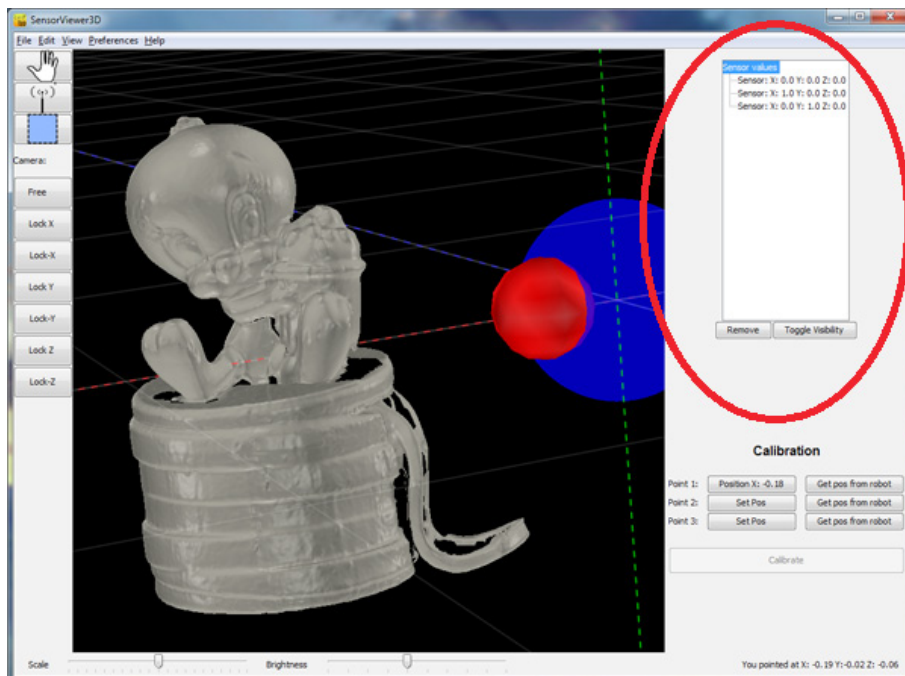 SensorViewer3D
File Edit View Preferences Help
Camera:
Free
Lock X
Lock-X
Lock Y
Lock-Y
Lock Z
Lock-Z
Sensor values
Sensor: X: 0.0 Y: 0.0 Z: 0.0
Sensor: X: 1.0 Y: 0.0 Z: 0.0
Sensor: X: 0.0 Y: 1.0 Z: 0.0
Remove Toggle Visibility
Calibration
Point 1: Position X: -0.18 Get pos from robot
Point 2: Set Pos Get pos from robot
Point 3: Set Pos Get pos from robot
Calibrate
Scale Brightness You pointed at X: -0.19 Y:-0.02 Z: -0.06